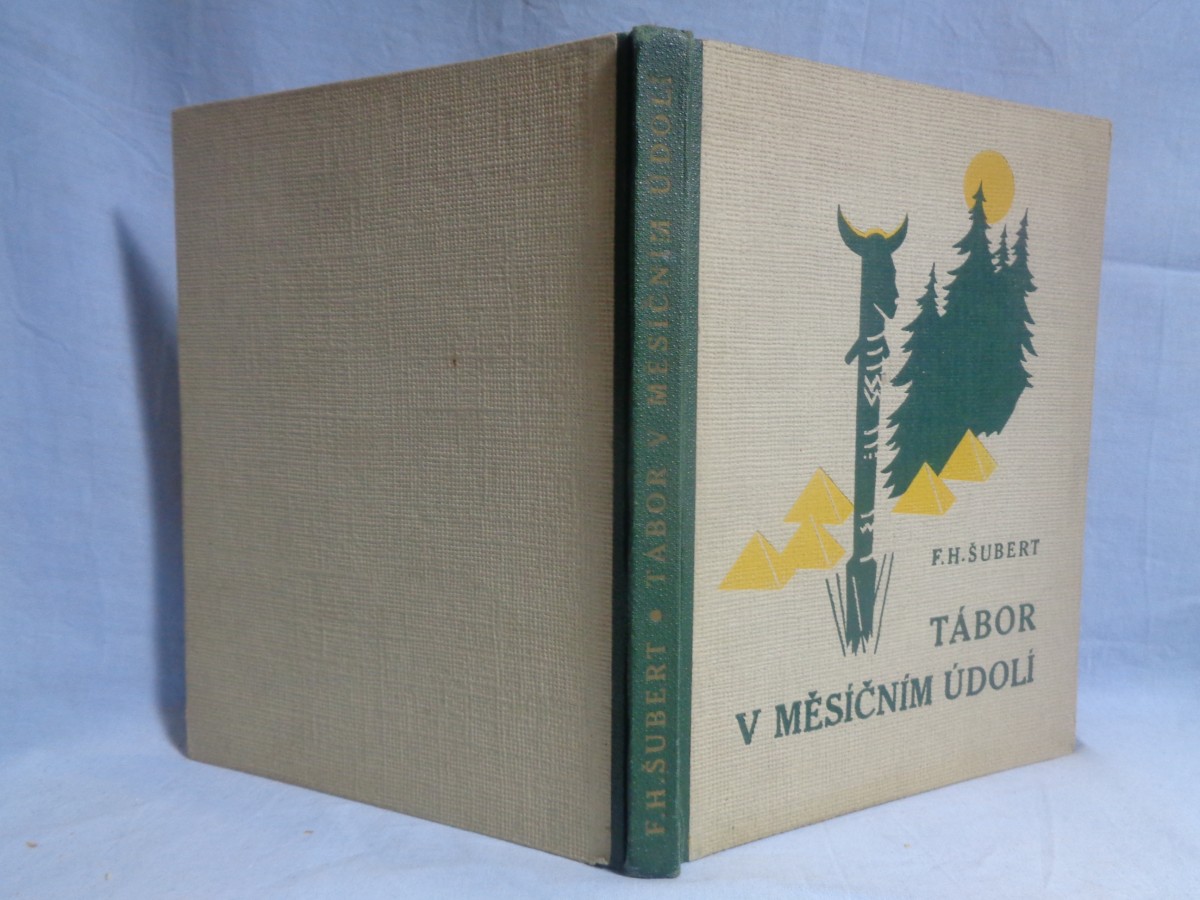 F.H.ŠUBERT • TÁBOR V MĚSÍČNÍM ÚDOLÍ
F.H.ŠUBERT
TÁBOR
V MĚSÍČNÍM ÚDOLÍ